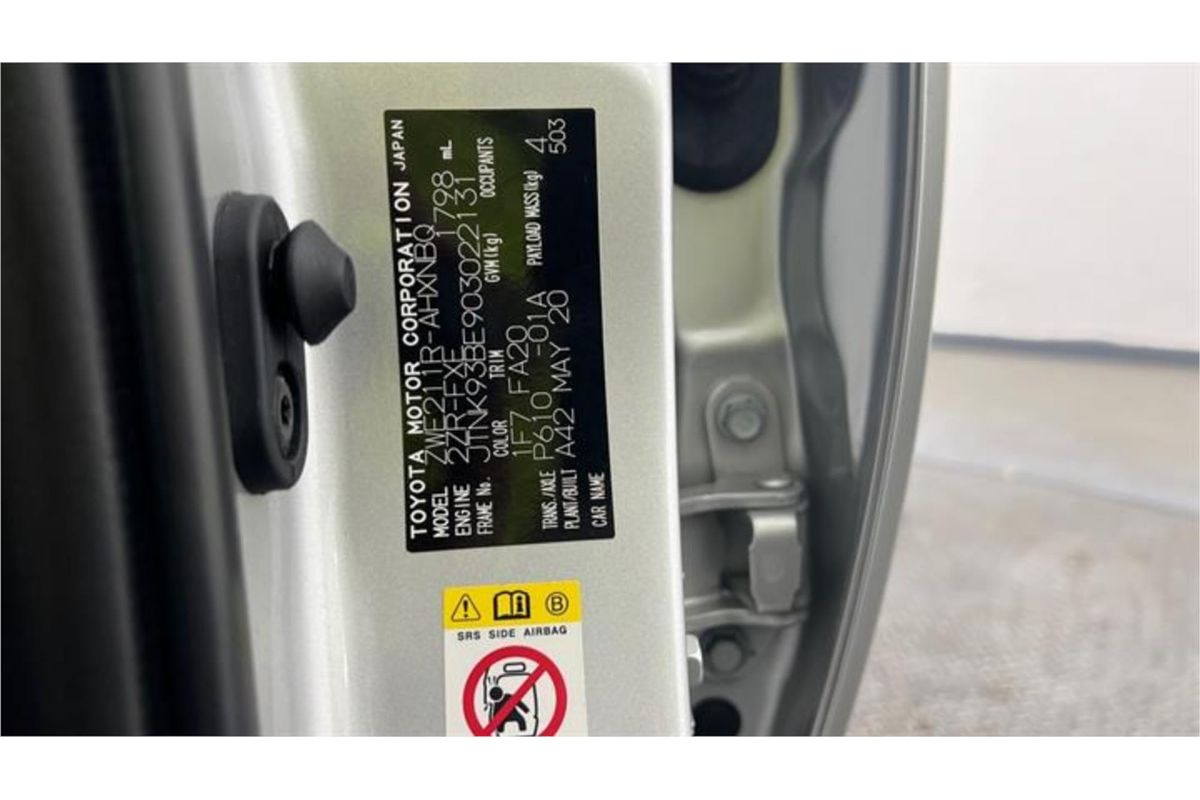 TOYOTA MOTOR CORPORATION JAPAN
MODEL ZWE211R-AHXNBQ
ENGINE 2ZR-FXE 1798 mL
FRAME No. JTNK93BE903022131
COLOR TRIM GVM(kg) OCCUPANTS
1F7 FA20 4
TRANS./AXLE P610 -01A PAYLOAD MASS(kg) 503
PLANT/BUILT A42 MAY 20
CAR NAME
B
SRS SIDE AIRBAG